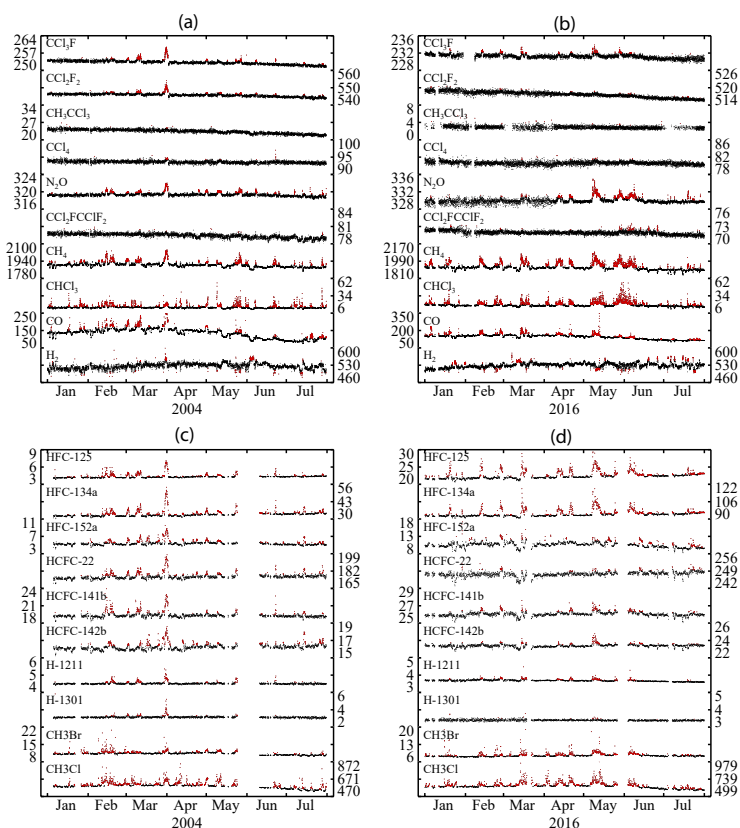 (a)
264
CCl3F
257
250
560
CCl2F2
550
540
34
CH3CCl3
27
20
100
CCl4
95
90
324
N2O
320
316
84
CCl2FCClF2
81
78
2100
CH4
1940
1780
62
CHCl3
34
6
250
CO
150
50
600
H2
530
460
Jan Feb Mar Apr May Jun Jul
2004
(b)
236
CCl3F
232
228
526
CCl2F2
520
514
8
CH3CCl3
4
0
86
CCl4
82
78
336
N2O
332
328
76
CCl2FCClF2
73
70
2170
CH4
1990
1810
62
CHCl3
34
6
350
CO
200
50
600
H2
530
460
Jan Feb Mar Apr May Jun Jul
2016
(c)
9
HFC-125
6
3
56
HFC-134a
43
30
11
HFC-152a
7
3
199
HCFC-22
182
165
24
HCFC-141b
21
18
19
HCFC-142b
17
15
6
H-1211
5
4
6
H-1301
4
2
22
CH3Br
15
8
872
CH3Cl
671
470
Jan Feb Mar Apr May Jun Jul
2004
(d)
30
HFC-125
25
20
122
HFC-134a
106
90
18
HFC-152a
13
8
256
HCFC-22
249
242
29
HCFC-141b
27
25
26
HCFC-142b
24
22
5
H-1211
4
3
5
H-1301
4
3
20
CH3Br
13
6
979
CH3Cl
739
499
Jan Feb Mar Apr May Jun Jul
2016